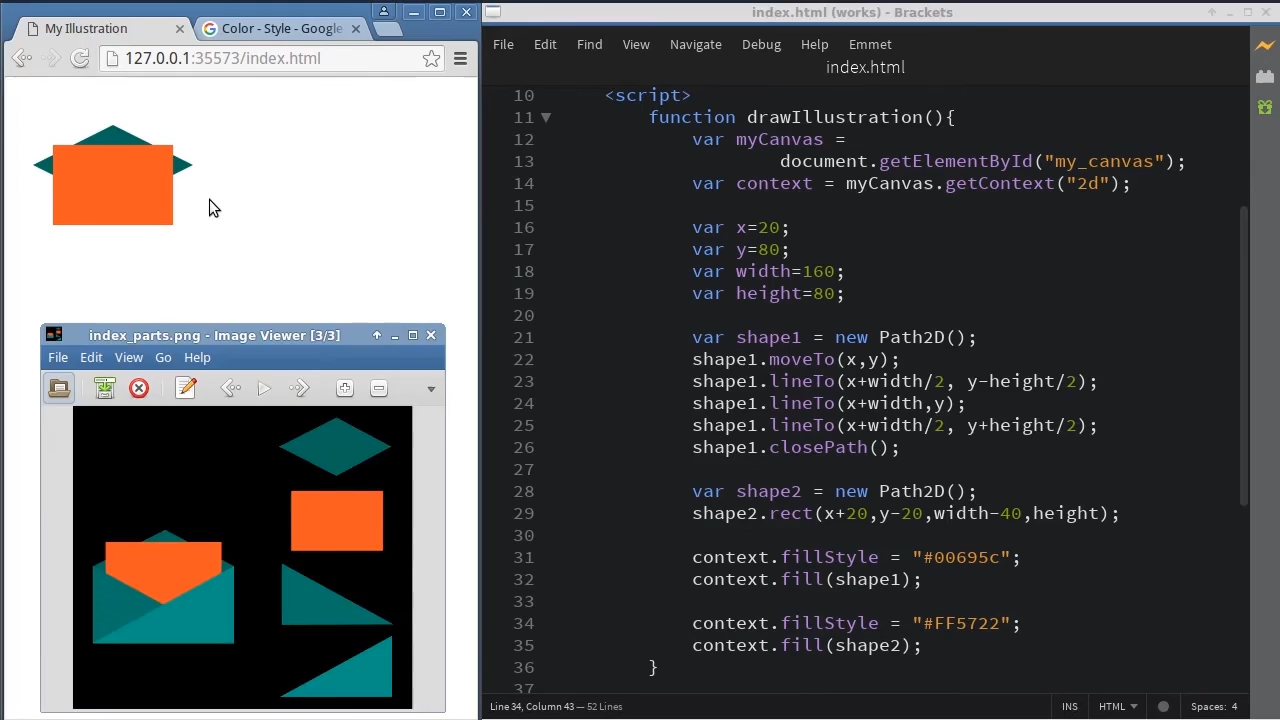 My Illustration
Color - Style - Google
127.0.0.1:35573/index.html
index_parts.png - Image Viewer [3/3]
File Edit View Go Help
index.html (works) - Brackets
File Edit Find View Navigate Debug Help Emmet
index.html
10 <script>
11 function drawIllustration(){
12 var myCanvas =
13 document.getElementById("my_canvas");
14 var context = myCanvas.getContext("2d");
15
16 var x=20;
17 var y=80;
18 var width=160;
19 var height=80;
20
21 var shape1 = new Path2D();
22 shape1.moveTo(x,y);
23 shape1.lineTo(x+width/2, y-height/2);
24 shape1.lineTo(x+width,y);
25 shape1.lineTo(x+width/2, y+height/2);
26 shape1.closePath();
27
28 var shape2 = new Path2D();
29 shape2.rect(x+20,y-20,width-40,height);
30
31 context.fillStyle = "#00695c";
32 context.fill(shape1);
33
34 context.fillStyle = "#FF5722";
35 context.fill(shape2);
36 }
37
Line 34, Column 43 — 52 Lines
INS
HTML
Spaces: 4